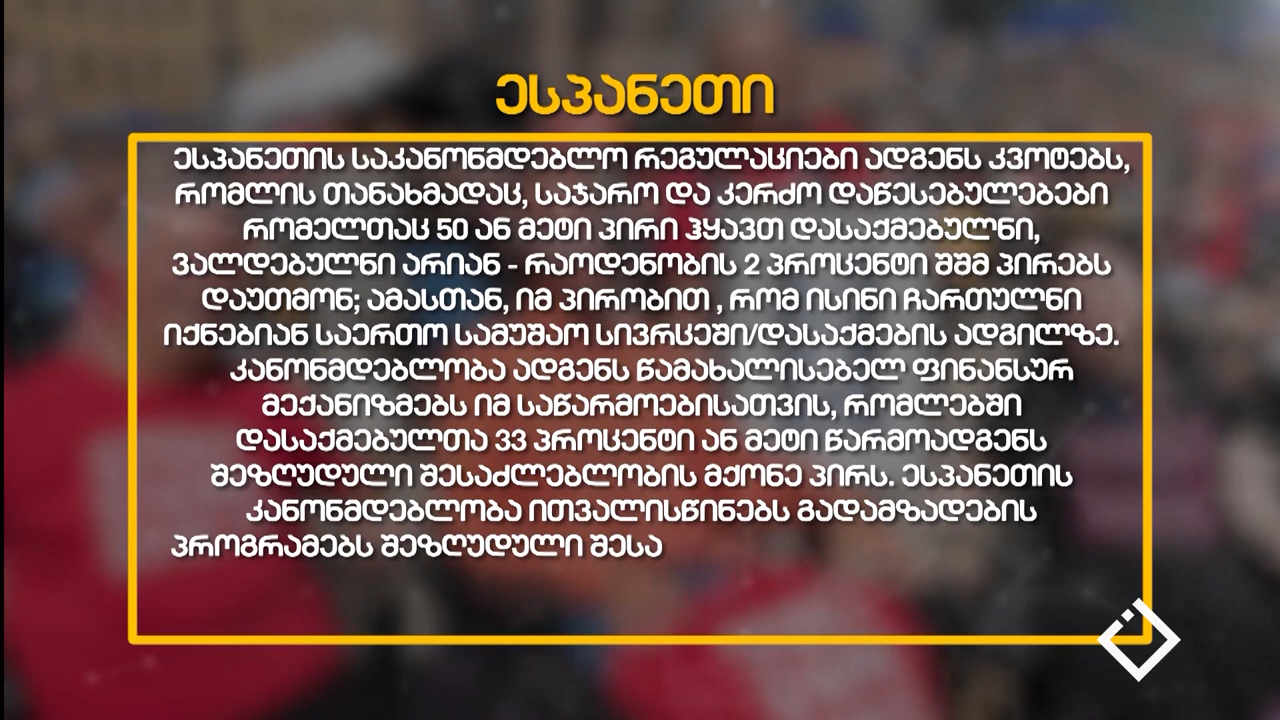 ესპანეთი
ესპანეთის საკანონმდებლო რეგულაციები ადგენს კვოტებს,
რომლის თანახმადაც, საჯარო და კერძო დაწესებულებები
რომელთაც 50 ან მეტი პირი ჰყავთ დასაქმებულნი,
ვალდებულნი არიან - რაოდენობის 2 პროცენტი შშმ პირებს
დაუთმონ; ამასთან, იმ პირობით , რომ ისინი ჩართულნი
იქნებიან საერთო სამუშაო სივრცეში/დასაქმების ადგილზე.
კანონმდებლობა ადგენს წამახალისებელ ფინანსურ
მექანიზმებს იმ საწარმოებისათვის, რომლებში
დასაქმებულთა 33 პროცენტი ან მეტი წარმოადგენს
შეზღუდული შესაძლებლობის მქონე პირს. ესპანეთის
კანონმდებლობა ითვალისწინებს გადამზადების
პროგრამებს შეზღუდული შესა